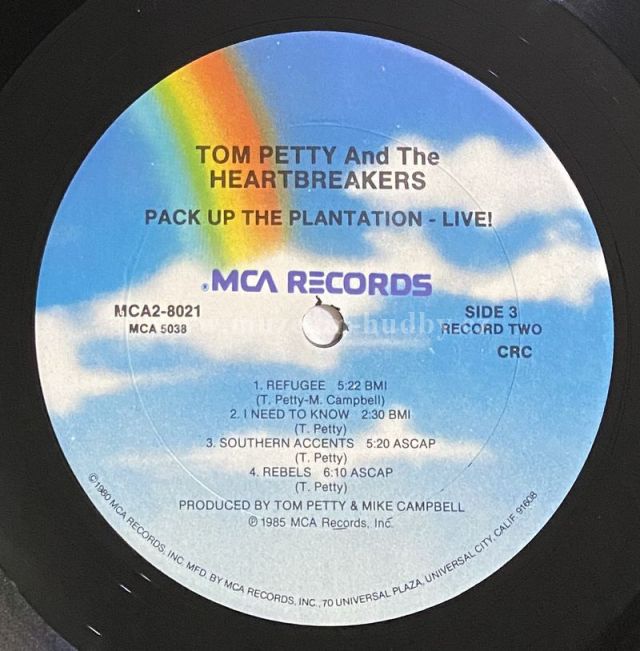 TOM PETTY And The
HEARTBREAKERS
PACK UP THE PLANTATION - LIVE!
MCA RECORDS
MCA2-8021
MCA 5038
SIDE 3
RECORD TWO
CRC
1. REFUGEE 5:22 BMI
(T. Petty-M. Campbell)
2. I NEED TO KNOW 2:30 BMI
(T. Petty)
3. SOUTHERN ACCENTS 5:20 ASCAP
(T. Petty)
4. REBELS 6:10 ASCAP
(T. Petty)
PRODUCED BY TOM PETTY & MIKE CAMPBELL
℗ 1985 MCA Records, Inc.
©1980 MCA RECORDS, INC. MFD. BY MCA RECORDS, INC., 70 UNIVERSAL PLAZA, UNIVERSAL CITY, CALIF. 91608